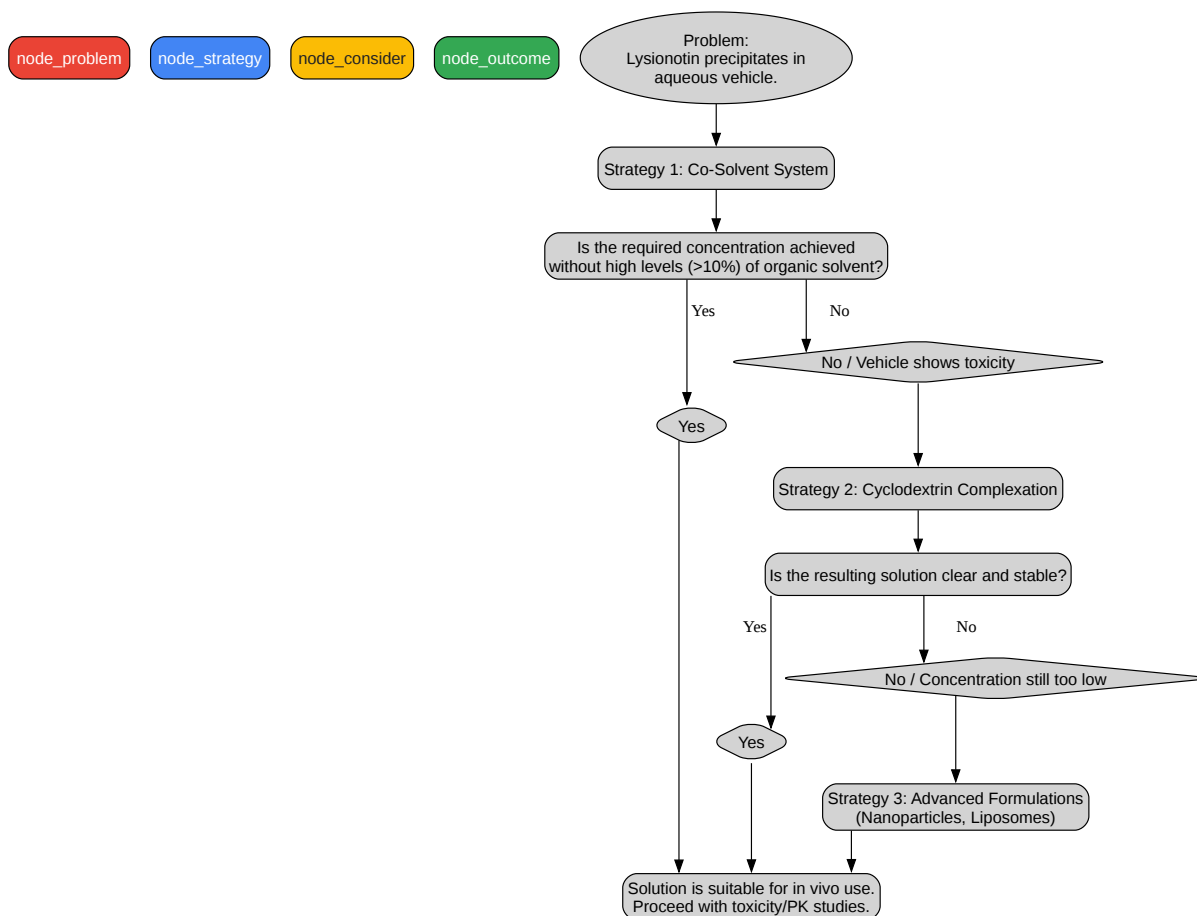 node_problem
node_strategy
node_consider
node_outcome
Problem:
Lysionotin precipitates in
aqueous vehicle.
Strategy 1: Co-Solvent System
Is the required concentration achieved
without high levels (>10%) of organic solvent?
Yes
No
No / Vehicle shows toxicity
Yes
Strategy 2: Cyclodextrin Complexation
Is the resulting solution clear and stable?
Yes
No
No / Concentration still too low
Yes
Strategy 3: Advanced Formulations
(Nanoparticles, Liposomes)
Solution is suitable for in vivo use.
Proceed with toxicity/PK studies.